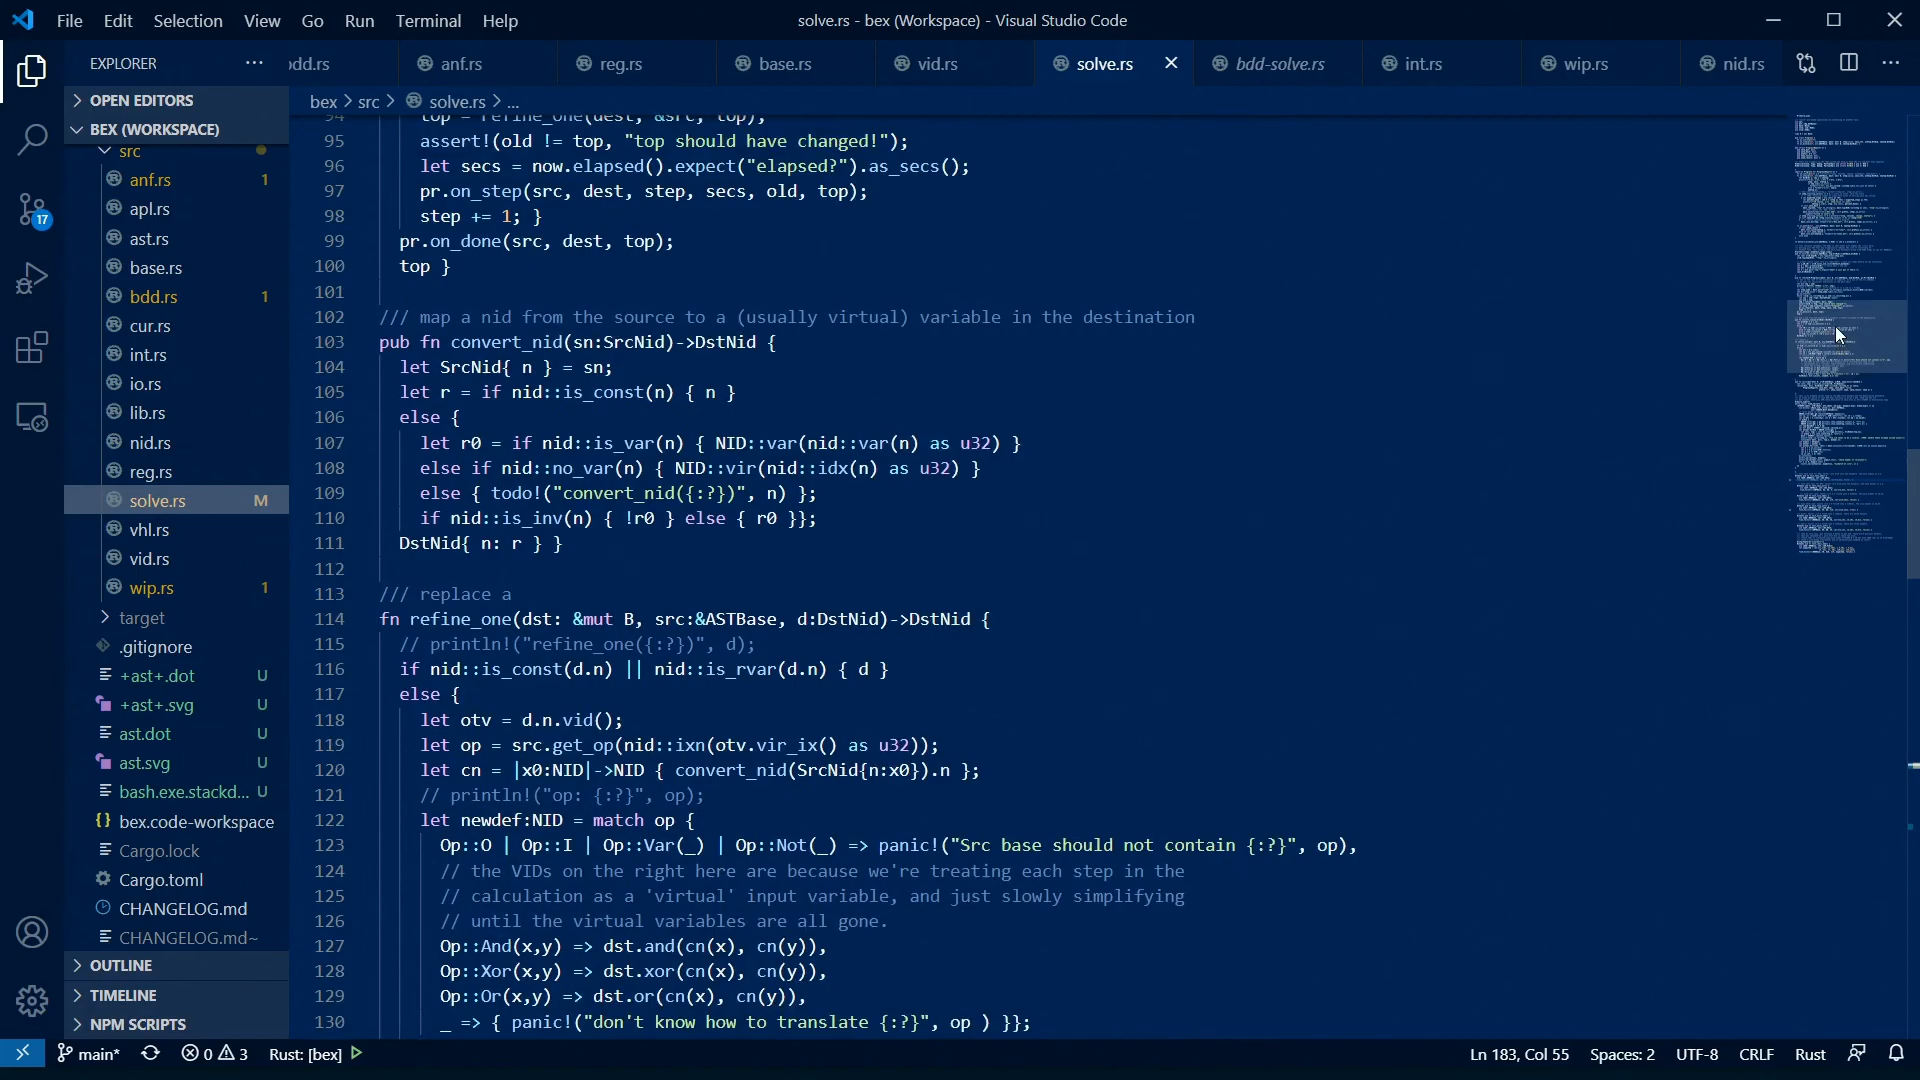 File Edit Selection View Go Run Terminal Help
solve.rs - bex (Workspace) - Visual Studio Code
EXPLORER
bdd.rs anf.rs reg.rs base.rs vid.rs solve.rs bdd-solve.rs int.rs wip.rs nid.rs
bex > src > solve.rs > ...
OPEN EDITORS
BEX (WORKSPACE)
src
anf.rs 1
apl.rs
ast.rs
base.rs
bdd.rs 1
cur.rs
int.rs
io.rs
lib.rs
nid.rs
reg.rs
solve.rs M
vhl.rs
vid.rs
wip.rs 1
target
.gitignore
+ast+.dot U
+ast+.svg U
ast.dot U
ast.svg U
bash.exe.stackd... U
bex.code-workspace
Cargo.lock
Cargo.toml
CHANGELOG.md
CHANGELOG.md~
OUTLINE
TIMELINE
NPM SCRIPTS
17
94 top = refine_one(dest, &src, top);
95 assert!(old != top, "top should have changed!");
96 let secs = now.elapsed().expect("elapsed?").as_secs();
97 pr.on_step(src, dest, step, secs, old, top);
98 step += 1; }
99 pr.on_done(src, dest, top);
100 top }
101
102 /// map a nid from the source to a (usually virtual) variable in the destination
103 pub fn convert_nid(sn:SrcNid)->DstNid {
104 let SrcNid{ n } = sn;
105 let r = if nid::is_const(n) { n }
106 else {
107 let r0 = if nid::is_var(n) { NID::var(nid::var(n) as u32) }
108 else if nid::no_var(n) { NID::vir(nid::idx(n) as u32) }
109 else { todo!("convert_nid({:?})", n) };
110 if nid::is_inv(n) { !r0 } else { r0 }};
111 DstNid{ n: r } }
112
113 /// replace a
114 fn refine_one(dst: &mut B, src:&ASTBase, d:DstNid)->DstNid {
115 // println!("refine_one({:?})", d);
116 if nid::is_const(d.n) || nid::is_rvar(d.n) { d }
117 else {
118 let otv = d.n.vid();
119 let op = src.get_op(nid::ixn(otv.vir_ix() as u32));
120 let cn = |x0:NID|->NID { convert_nid(SrcNid{n:x0}).n };
121 // println!("op: {:?}", op);
122 let newdef:NID = match op {
123 Op::O | Op::I | Op::Var(_) | Op::Not(_) => panic!("Src base should not contain {:?}", op),
124 // the VIDs on the right here are because we're treating each step in the
125 // calculation as a 'virtual' input variable, and just slowly simplifying
126 // until the virtual variables are all gone.
127 Op::And(x,y) => dst.and(cn(x), cn(y)),
128 Op::Xor(x,y) => dst.xor(cn(x), cn(y)),
129 Op::Or(x,y) => dst.or(cn(x), cn(y)),
130 _ => { panic!("don't know how to translate {:?}", op ) }};
main* 0 3 Rust: [bex]
Ln 183, Col 55 Spaces: 2 UTF-8 CRLF Rust